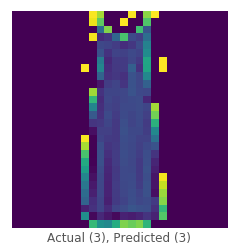 Actual (3), Predicted (3)